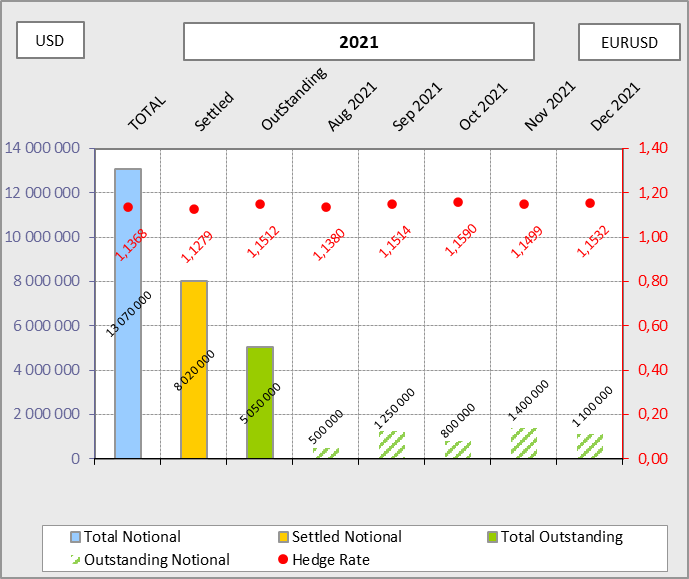 USD
2021
EURUSD
TOTAL
Settled
OutStanding
Aug 2021
Sep 2021
Oct 2021
Nov 2021
Dec 2021
14 000 000
12 000 000
10 000 000
8 000 000
6 000 000
4 000 000
2 000 000
0
1,40
1,20
1,00
0,80
0,60
0,40
0,20
0,00
1,1368
1,1279
1,1512
1,1380
1,1514
1,1590
1,1499
1,1532
13 070 000
8 020 000
5 050 000
500 000
1 250 000
800 000
1 400 000
1 100 000
Total Notional
Settled Notional
Total Outstanding
Outstanding Notional
Hedge Rate